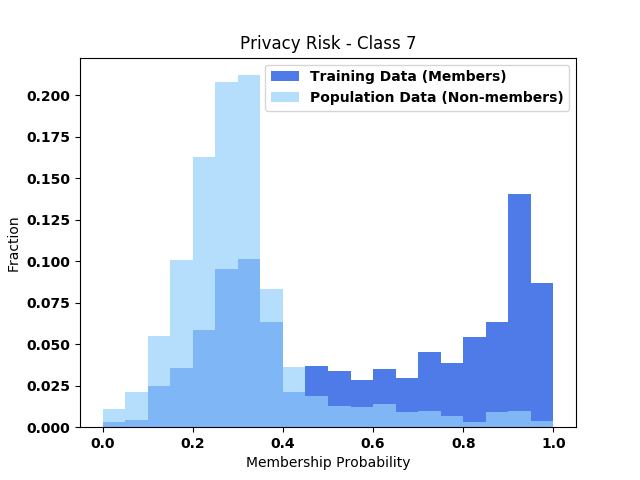 Privacy Risk - Class 7
Training Data (Members)
Population Data (Non-members)
0.200
0.175
0.150
0.125
0.100
0.075
0.050
0.025
0.000
Fraction
0.0 0.2 0.4 0.6 0.8 1.0
Membership Probability